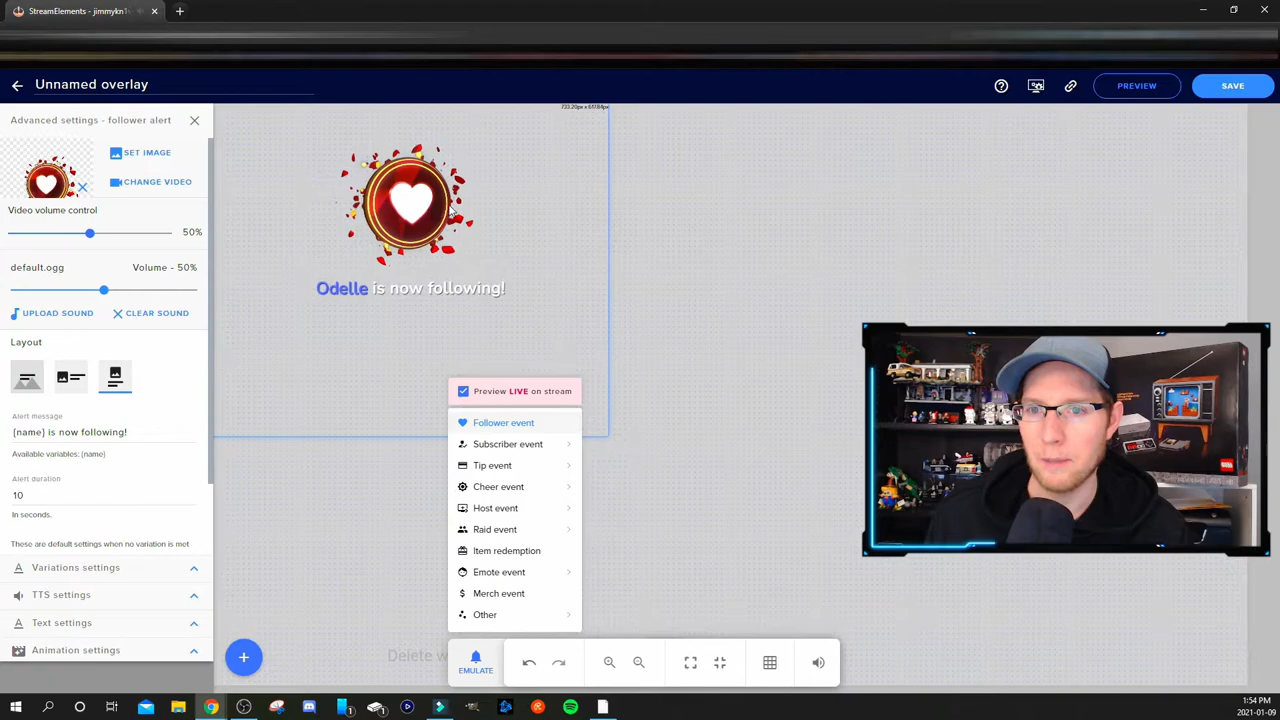 StreamElements - jimmykn1
Unnamed overlay
PREVIEW
SAVE
Advanced settings - follower alert
733.20px x
SET IMAGE
CHANGE VIDEO
Video volume control
50%
default.ogg
Volume - 50%
UPLOAD SOUND
CLEAR SOUND
Layout
Alert message
{name} is now following!
Available variables: {name}
Alert duration
10
In seconds.
These are default settings when no variation is met
Variations settings
TTS settings
Text settings
Animation settings
Odelle is now following!
Preview LIVE on stream
Follower event
Subscriber event
Tip event
Cheer event
Host event
Raid event
Item redemption
Emote event
Merch event
Other
Delete w
EMULATE
1:54 PM
2021-01-09